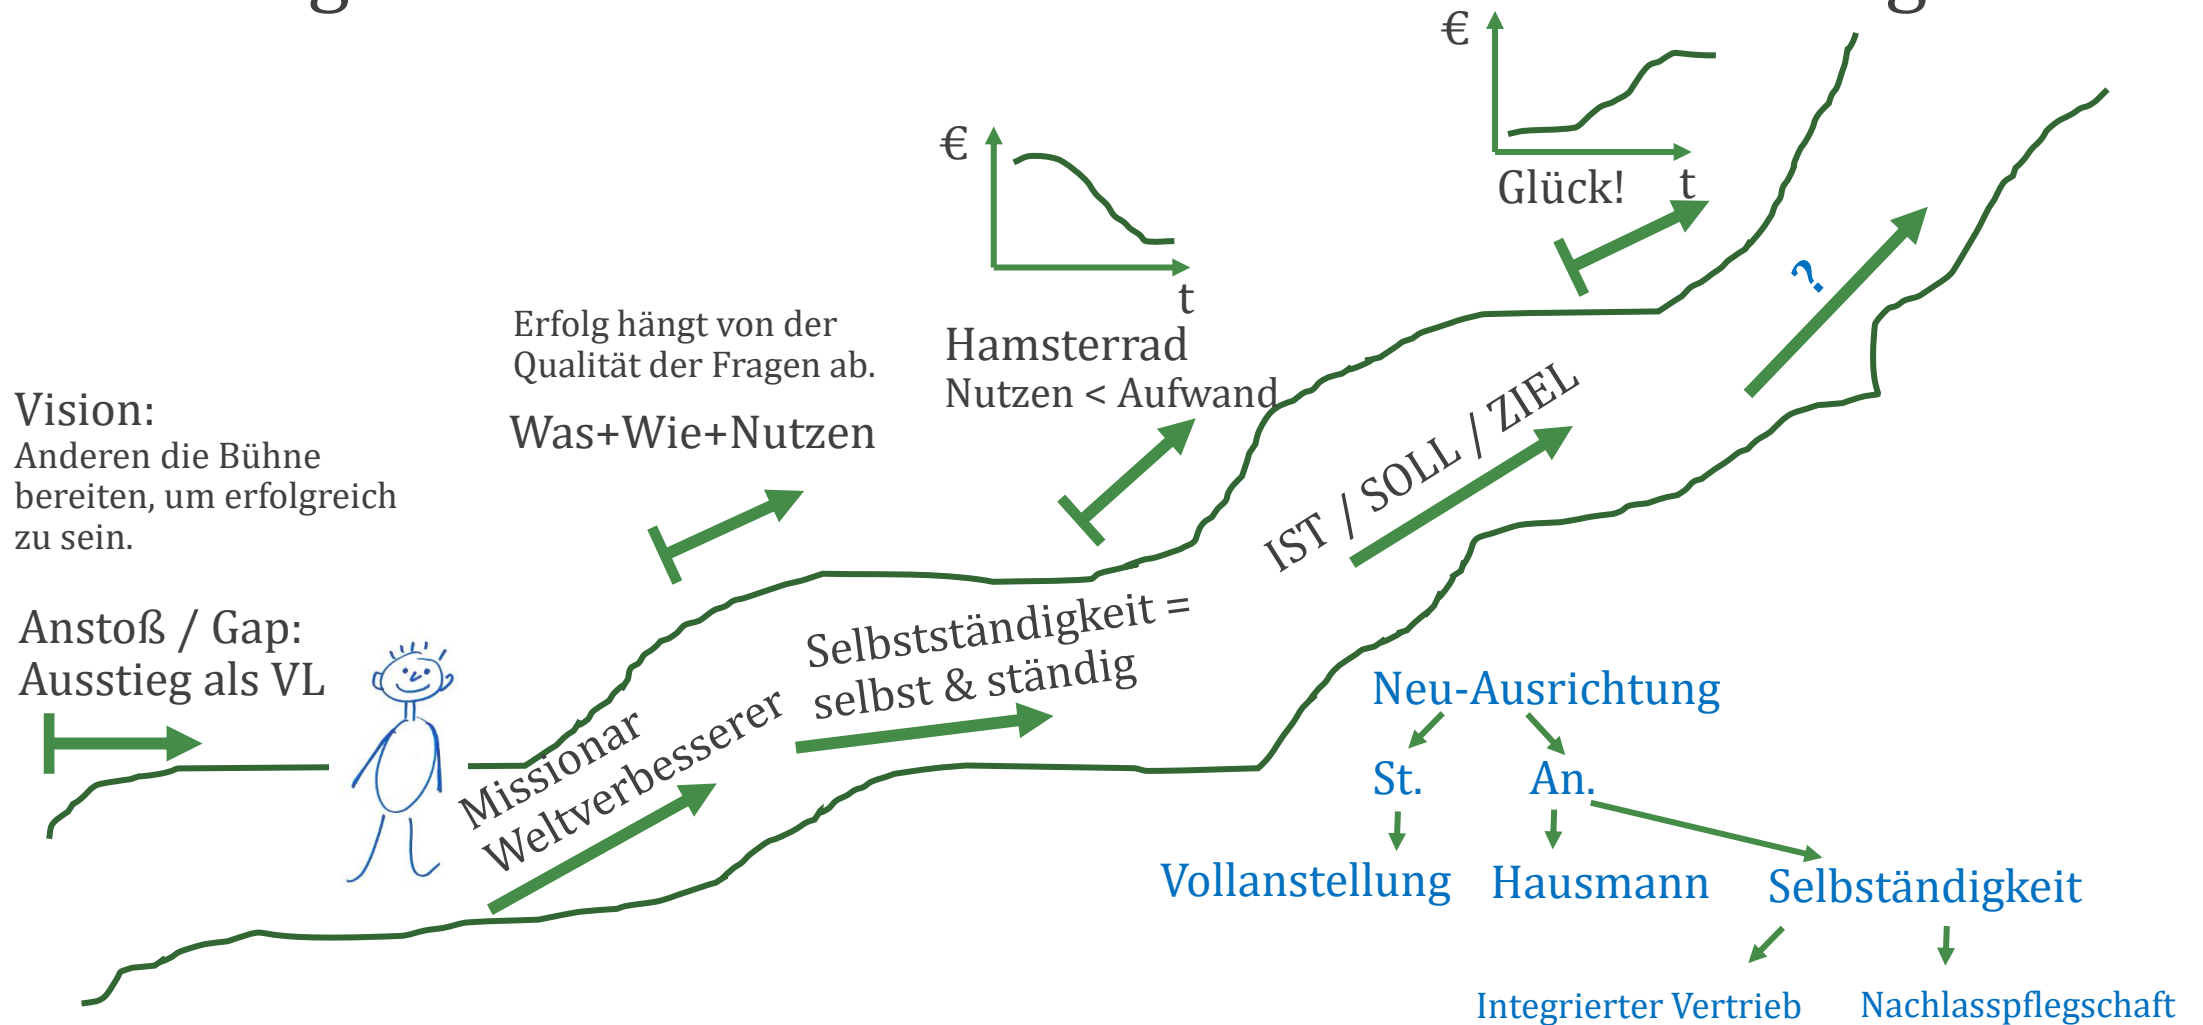 Vision:
Anderen die Bühne
bereiten, um erfolgreich
zu sein.
Anstoß / Gap:
Ausstieg als VL
Erfolg hängt von der
Qualität der Fragen ab.
Was+Wie+Nutzen
Missionar
Weltverbesserer
€
t
Hamsterrad
Nutzen < Aufwand
Selbstständigkeit =
selbst & ständig
€
t
Glück!
IST / SOLL / ZIEL
?
Neu-Ausrichtung
St.
An.
Vollanstellung
Hausmann
Selbständigkeit
Integrierter Vertrieb
Nachlasspflegschaft